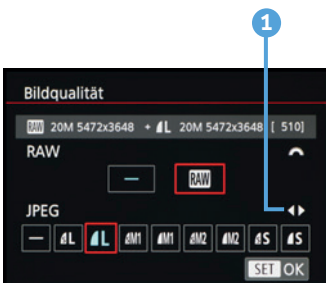 1
Bildqualität
RAW 20M 5472x3648 + L 20M 5472x3648 [ 510]
RAW
— RAW
JPEG
— L L M1 M1 M2 M2 S S
SET OK